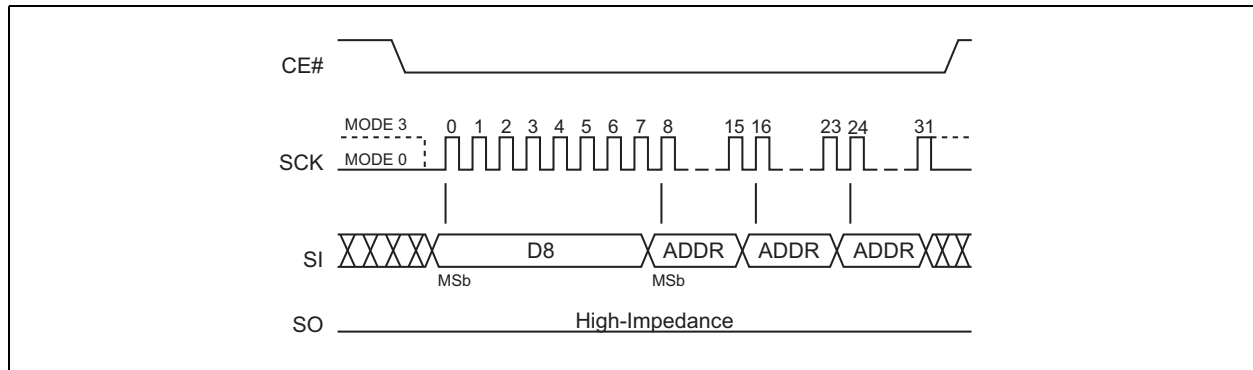 CE#
MODE 3
0 1 2 3 4 5 6 7 8 15 16 23 24 31
SCK
MODE 0
SI
D8 ADDR ADDR ADDR
MSb MSb
SO
High-Impedance